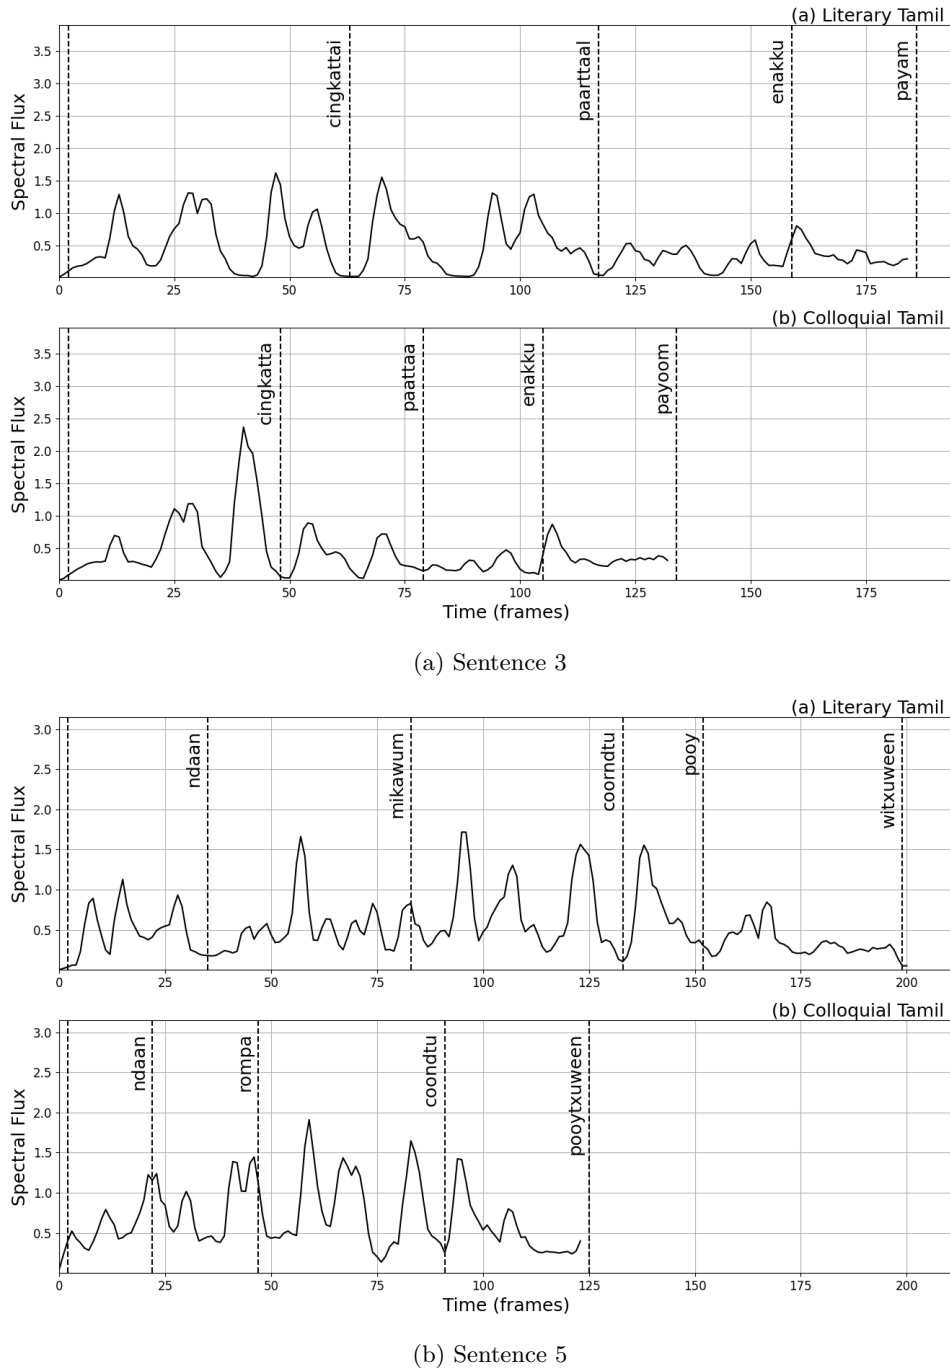 (a) Literary Tamil
Spectral Flux
3.5
3.0
2.5
2.0
1.5
1.0
0.5
cingkattai
paarttaal
enakku
payam
0 25 50 75 100 125 150 175
(b) Colloquial Tamil
Spectral Flux
3.5
3.0
2.5
2.0
1.5
1.0
0.5
cingkatta
paattaa
enakku
payoom
0 25 50 75 100 125 150 175
Time (frames)
(a) Sentence 3
(a) Literary Tamil
Spectral Flux
3.0
2.5
2.0
1.5
1.0
0.5
ndaan
mikawum
coorndtu
pooy
witxuween
0 25 50 75 100 125 150 175 200
(b) Colloquial Tamil
Spectral Flux
3.0
2.5
2.0
1.5
1.0
0.5
ndaan
rompa
coondtu
pooytxuween
0 25 50 75 100 125 150 175 200
Time (frames)
(b) Sentence 5